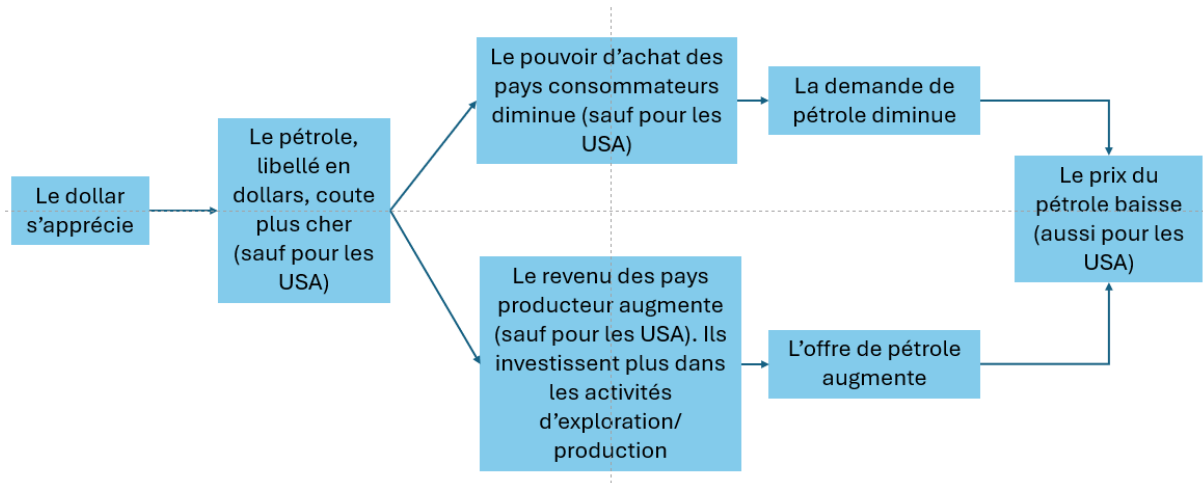 Le dollar
s’apprécie
Le pétrole,
libellé en
dollars, coute
plus cher
(sauf pour les
USA)
Le pouvoir d’achat des
pays consommateurs
diminue (sauf pour les
USA)
La demande de
pétrole diminue
Le revenu des pays
producteur augmente
(sauf pour les USA). Ils
investissent plus dans
les activités
d’exploration/
production
L’offre de pétrole
augmente
Le prix du
pétrole baisse
(aussi pour les
USA)